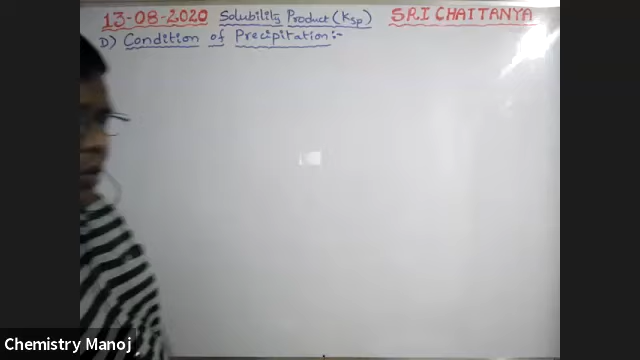 13-08-2020 Solubility Product (Ksp) SRI CHAITANYA
D) Condition of Precipitation:-
Chemistry Manoj